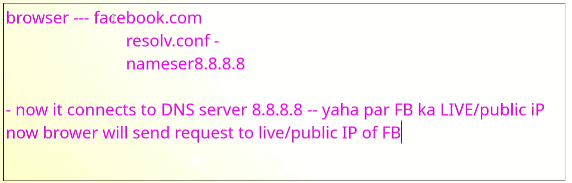 browser --- facebook.com
resolv.conf -
nameser8.8.8.8
- now it connects to DNS server 8.8.8.8 -- yaha par FB ka LIVE/public iP
now brower will send request to live/public IP of FB